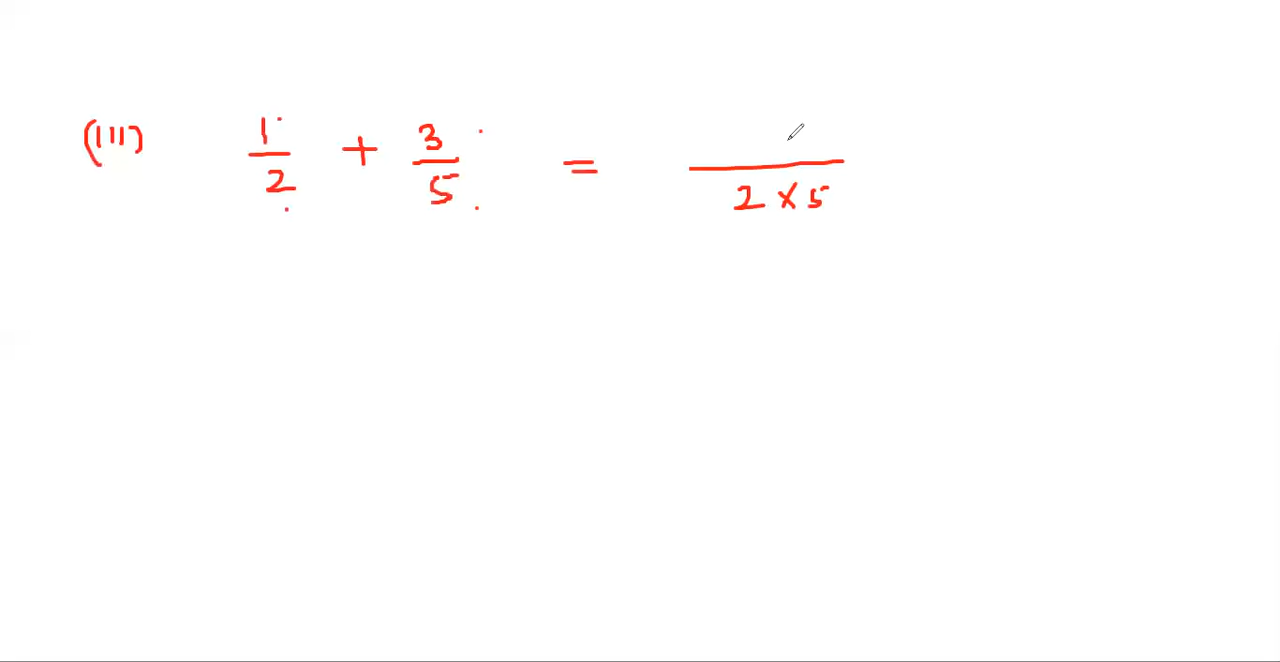 (III) 1/2 + 3/5 = /2 × 5